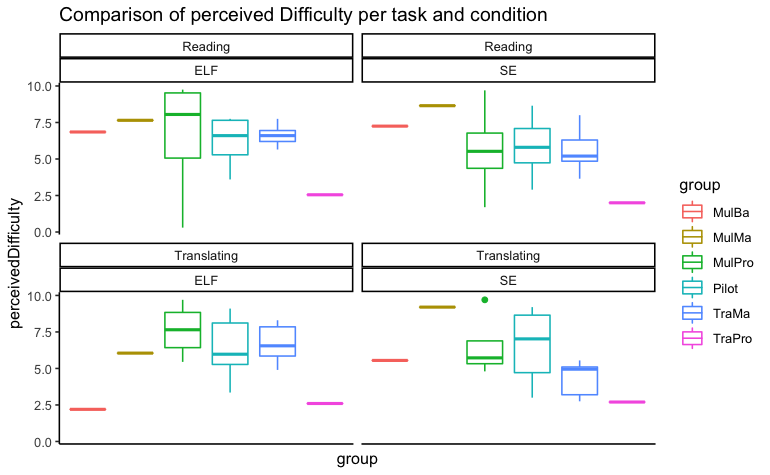 Comparison of perceived Difficulty per task and condition
Reading
Reading
ELF
SE
10.0
7.5
5.0
2.5
0.0
Translating
Translating
ELF
SE
10.0
7.5
5.0
2.5
0.0
perceivedDifficulty
group
group
MulBa
MulMa
MulPro
Pilot
TraMa
TraPro